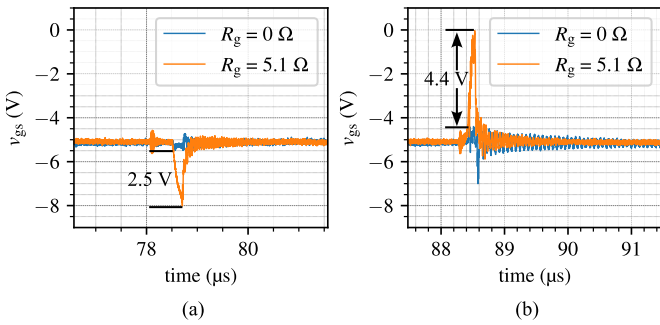 0
−2
−4
−6
−8
v_gs (V)
R_g = 0 Ω
R_g = 5.1 Ω
2.5 V
78
80
time (μs)
(a)
0
−2
−4
−6
−8
v_gs (V)
R_g = 0 Ω
R_g = 5.1 Ω
4.4 V
88
89
90
91
time (μs)
(b)